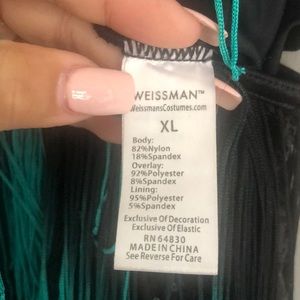 WEISSMAN™
WeissmansCostumes.com
XL
Body:
82%Nylon
18%Spandex
Overlay:
92%Polyester
8%Spandex
Lining:
95%Polyester
5%Spandex
Exclusive Of Decoration
Exclusive Of Elastic
RN 64830
MADE IN CHINA
See Reverse For Care